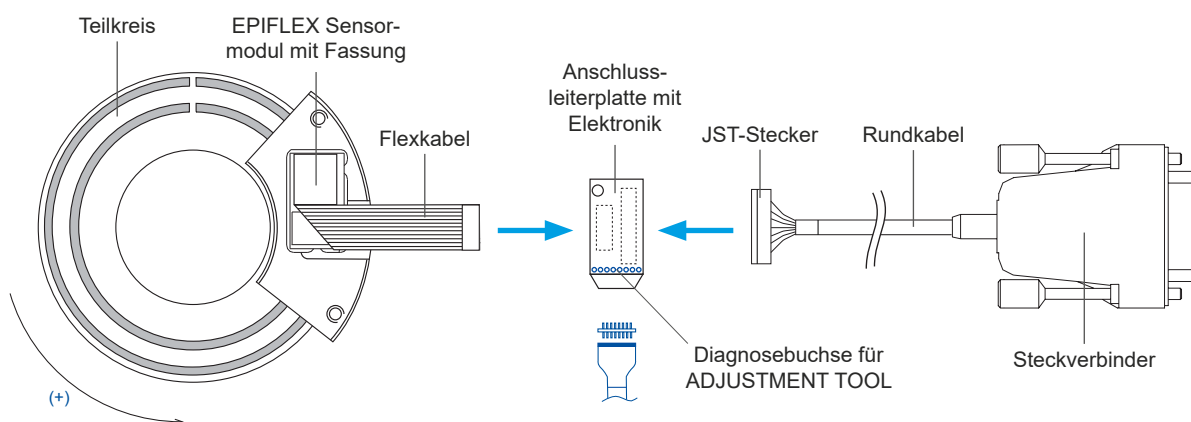 Teilkreis
EPIFLEX Sensor-
modul mit Fassung
Flexkabel
Anschluss-
leiterplatte mit
Elektronik
JST-Stecker
Rundkabel
Diagnosebuchse für
ADJUSTMENT TOOL
Steckverbinder
(+)